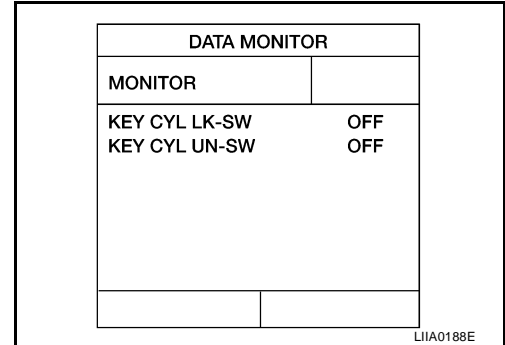 DATA MONITOR
MONITOR
KEY CYL LK-SW OFF
KEY CYL UN-SW OFF
LIIA0188E